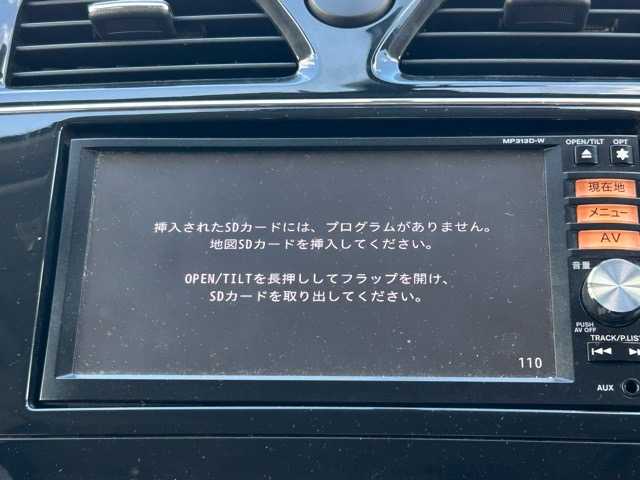 MP313D-W
OPEN/TILT
OPT
現在地
メニュー
AV
音量
挿入されたSDカードには、プログラムがありません。
地図SDカードを挿入してください。
OPEN/TILTを長押ししてフラップを開け、
SDカードを取り出してください。
110
PUSH
AV OFF
TRACK/P.LIST
AUX